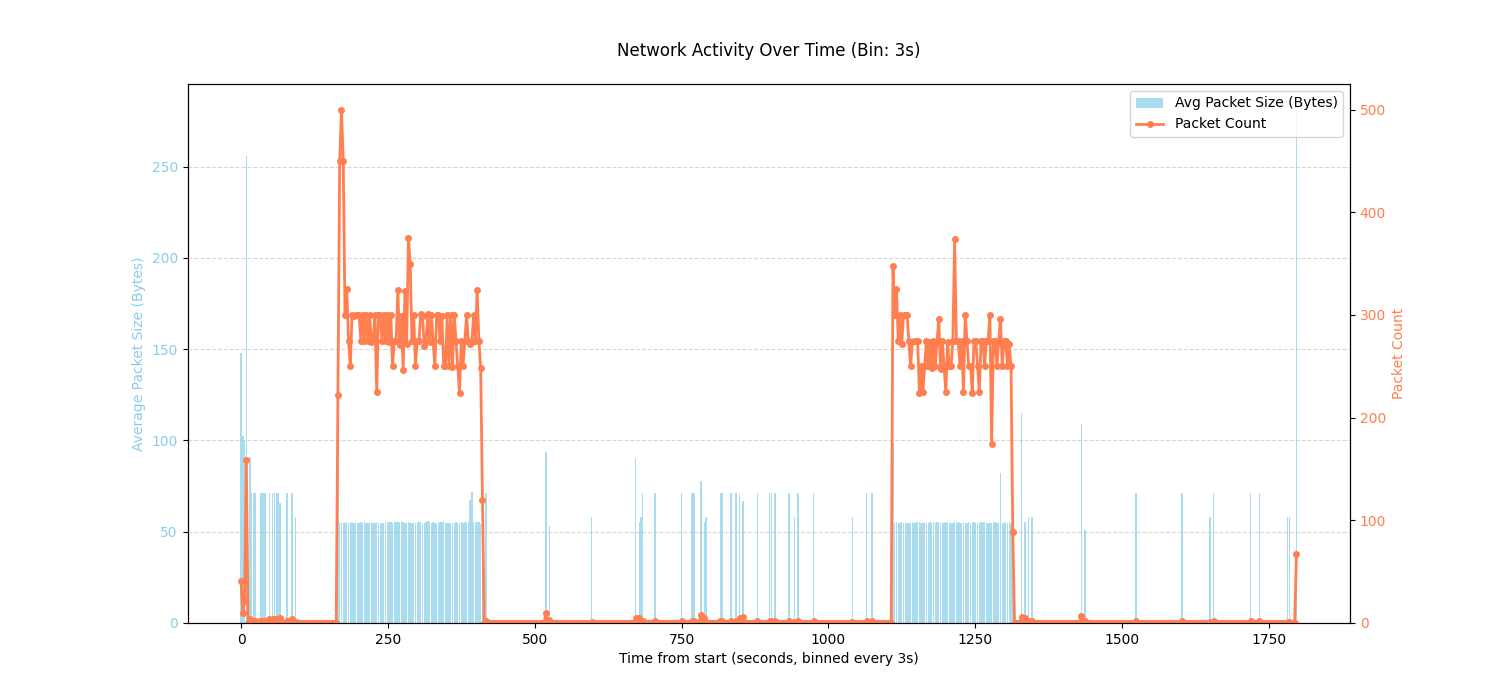 Network Activity Over Time (Bin: 3s)
Avg Packet Size (Bytes)
Packet Count
250
200
150
100
50
0
Average Packet Size (Bytes)
500
400
300
200
100
0
Packet Count
0 250 500 750 1000 1250 1500 1750
Time from start (seconds, binned every 3s)